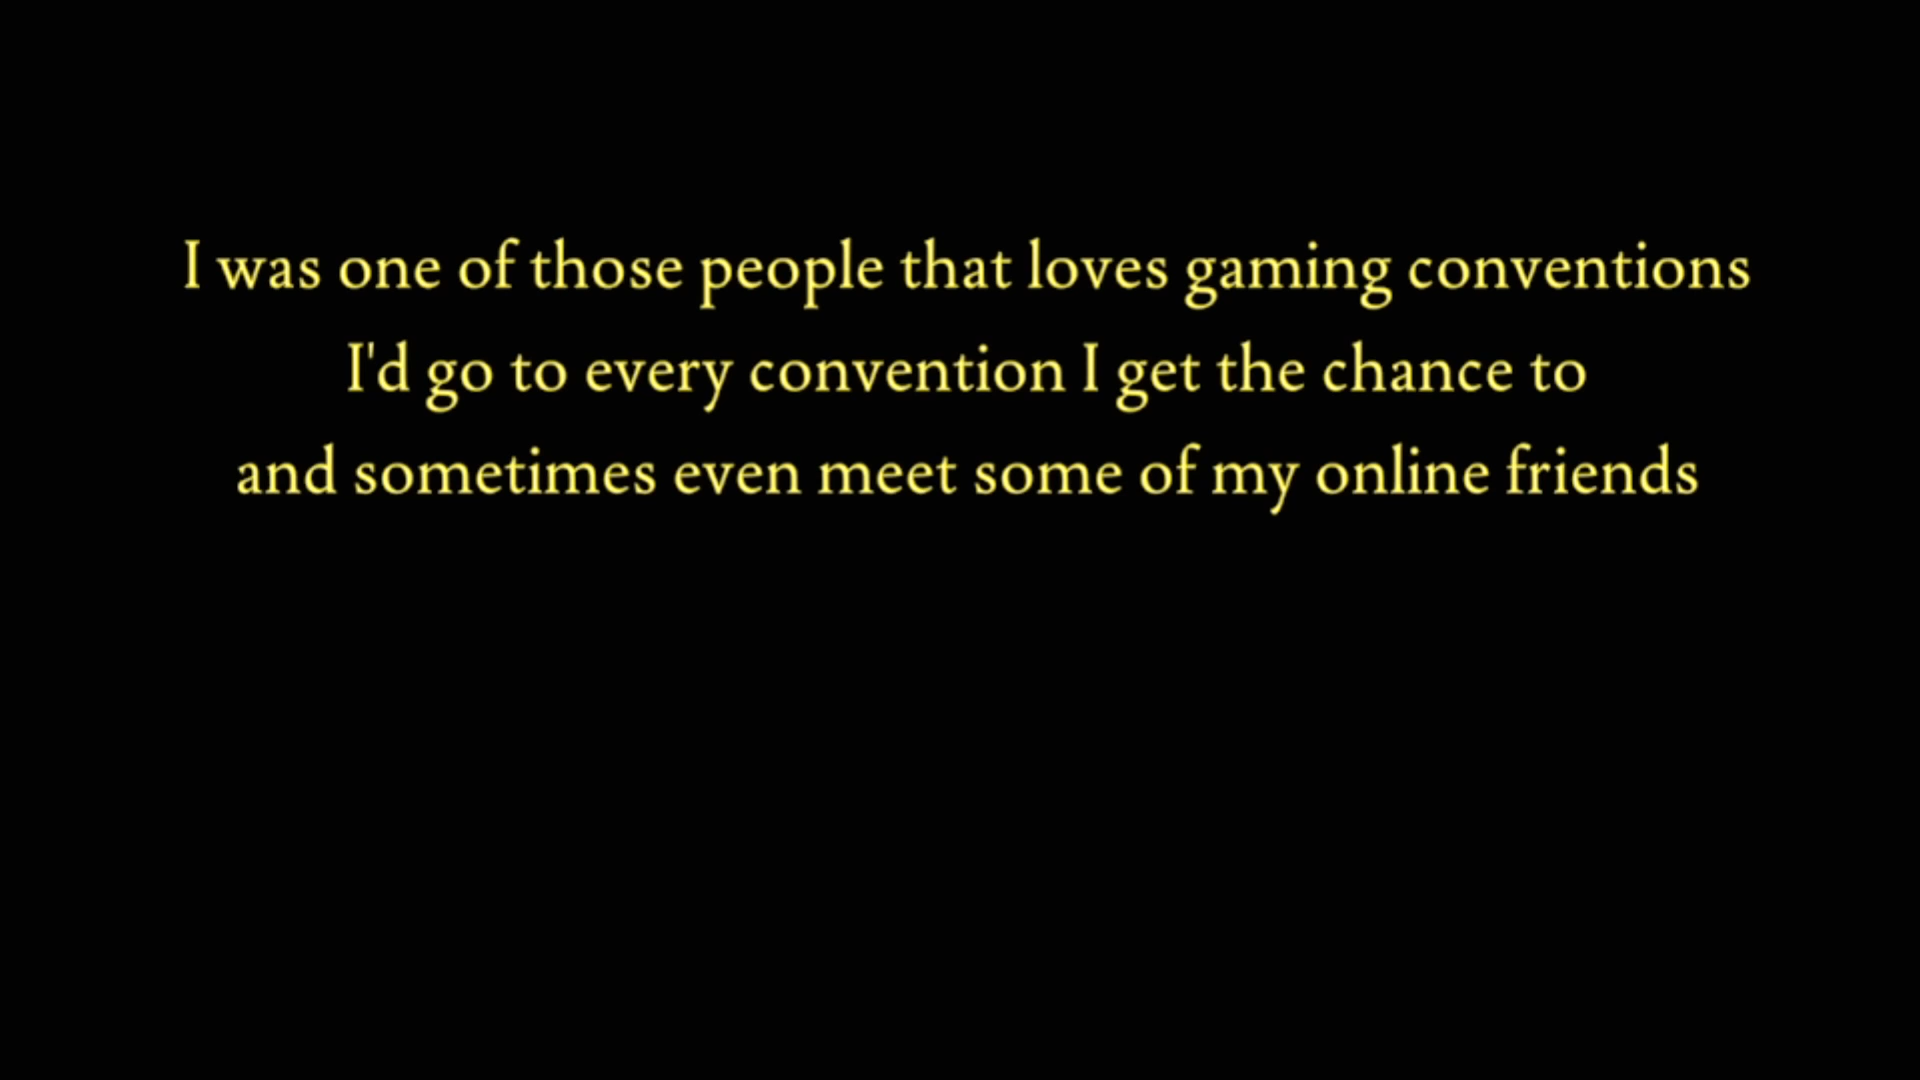 I was one of those people that loves gaming conventions
I'd go to every convention I get the chance to
and sometimes even meet some of my online friends